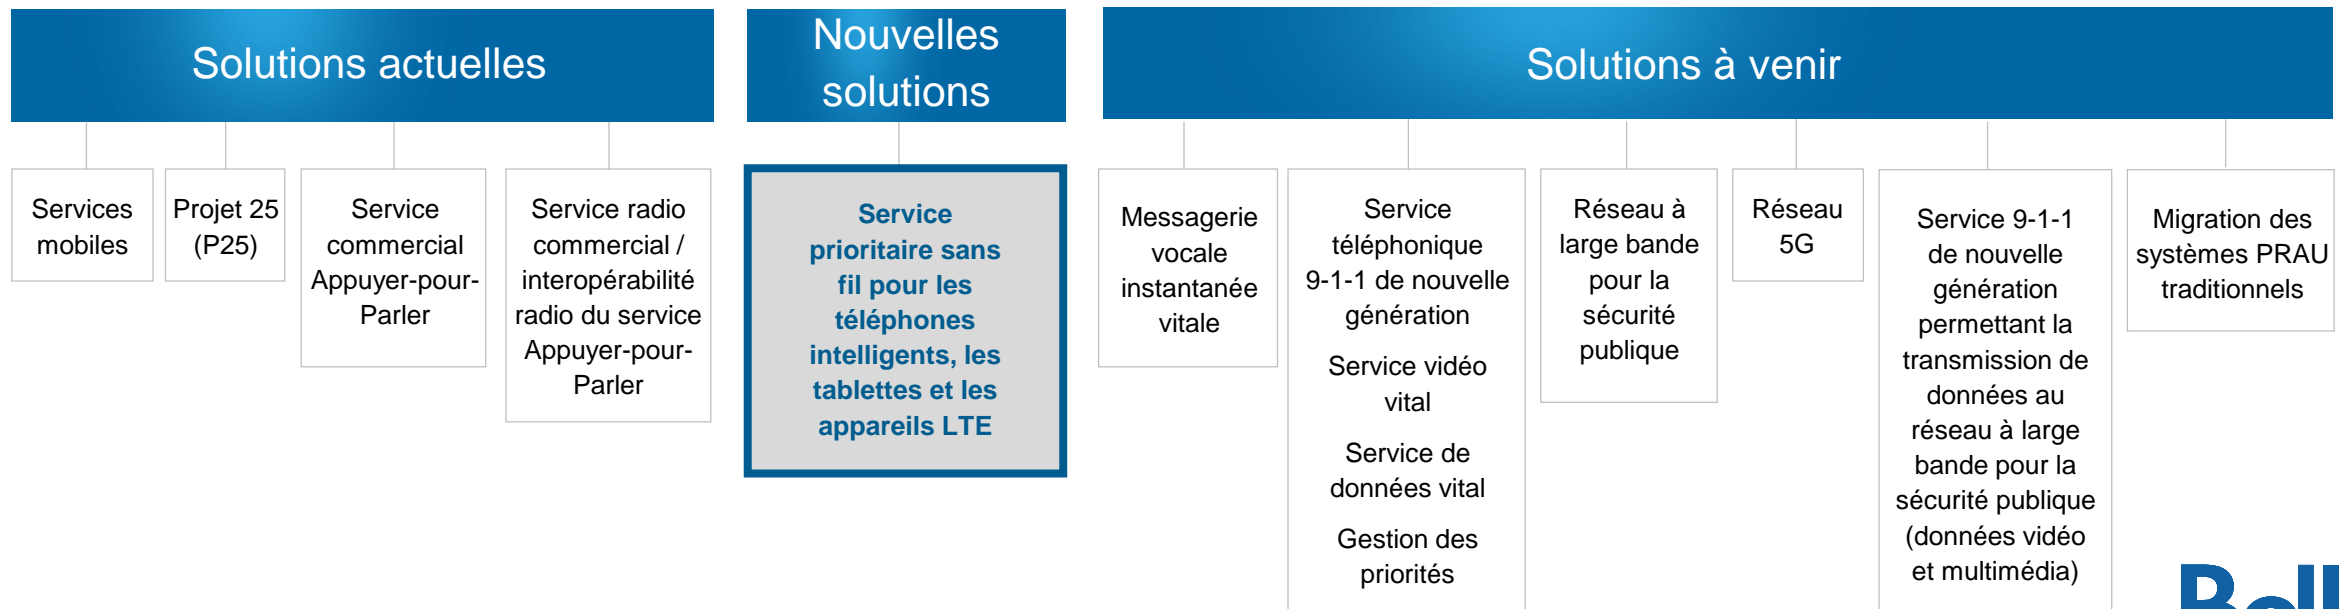 Solutions actuelles
Nouvelles
solutions
Solutions à venir
Services
mobiles
Projet 25
(P25)
Service
commercial
Appuyer-pour-
Parler
Service radio
commercial /
interopérabilité
radio du service
Appuyer-pour-
Parler
Service
prioritaire sans
fil pour les
téléphones
intelligents, les
tablettes et les
appareils LTE
Messagerie
vocale
instantanée
vitale
Service
téléphonique
9-1-1 de nouvelle
génération
Service vidéo
vital
Service de
données vital
Gestion des
priorités
Réseau à
large bande
pour la
sécurité
publique
Réseau
5G
Service 9-1-1
de nouvelle
génération
permettant la
transmission de
données au
réseau à large
bande pour la
sécurité publique
(données vidéo
et multimédia)
Migration des
systèmes PRAU
traditionnels
Bell